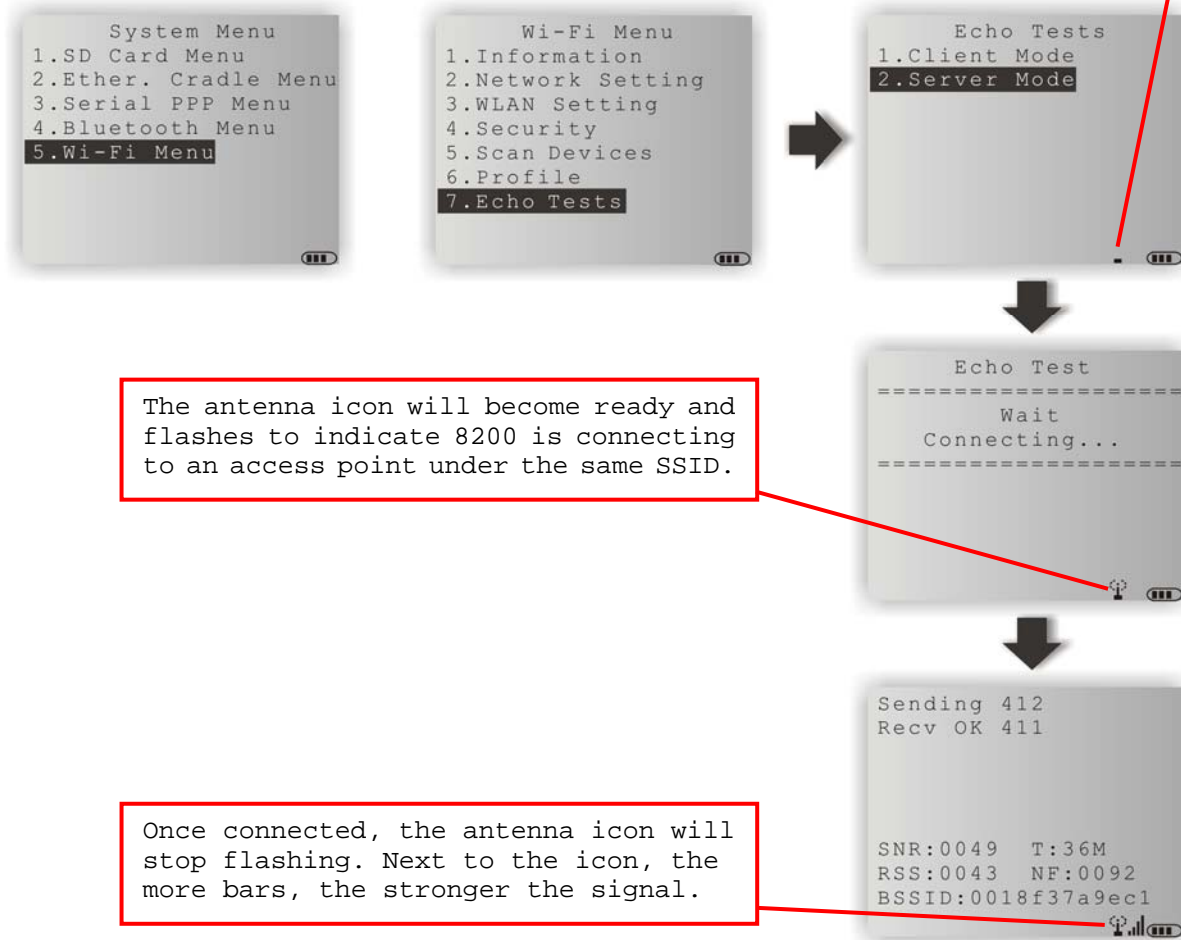 System Menu
1.SD Card Menu
2.Ether. Cradle Menu
3.Serial PPP Menu
4.Bluetooth Menu
5.Wi-Fi Menu
Wi-Fi Menu
1.Information
2.Network Setting
3.WLAN Setting
4.Security
5.Scan Devices
6.Profile
7.Echo Tests
Echo Tests
1.Client Mode
2.Server Mode
The antenna icon will become ready and
flashes to indicate 8200 is connecting
to an access point under the same SSID.
Echo Test
=====================
Wait
Connecting...
=====================
Sending 412
Recv OK 411
SNR:0049 T:36M
RSS:0043 NF:0092
BSSID:0018f37a9ec1
Once connected, the antenna icon will
stop flashing. Next to the icon, the
more bars, the stronger the signal.